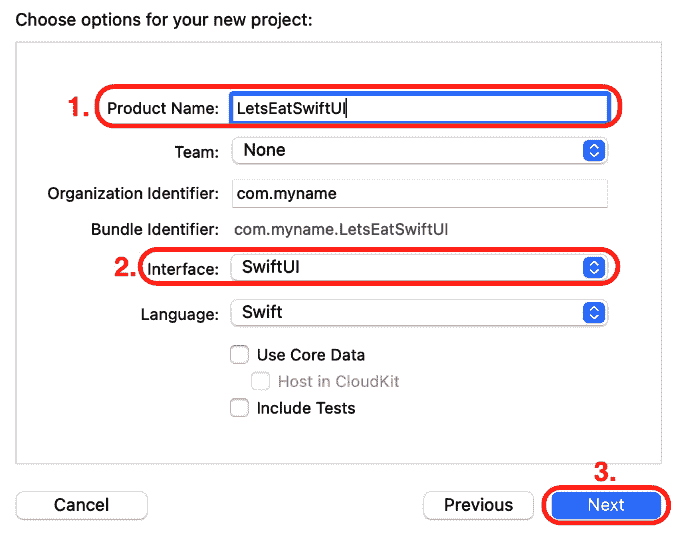 Choose options for your new project:
1. Product Name: LetsEatSwiftUI
Team: None
Organization Identifier: com.myname
Bundle Identifier: com.myname.LetsEatSwiftUI
2. Interface: SwiftUI
Language: Swift
Use Core Data
Host in CloudKit
Include Tests
3.
Cancel Previous Next